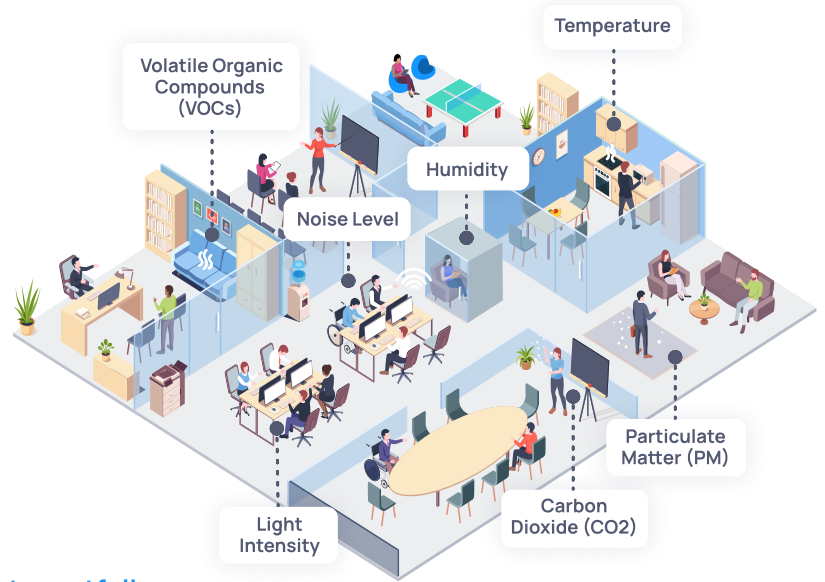 Temperature
Volatile Organic
Compounds
(VOCs)
Humidity
Noise Level
Particulate
Matter (PM)
Carbon
Dioxide (CO2)
Light
Intensity